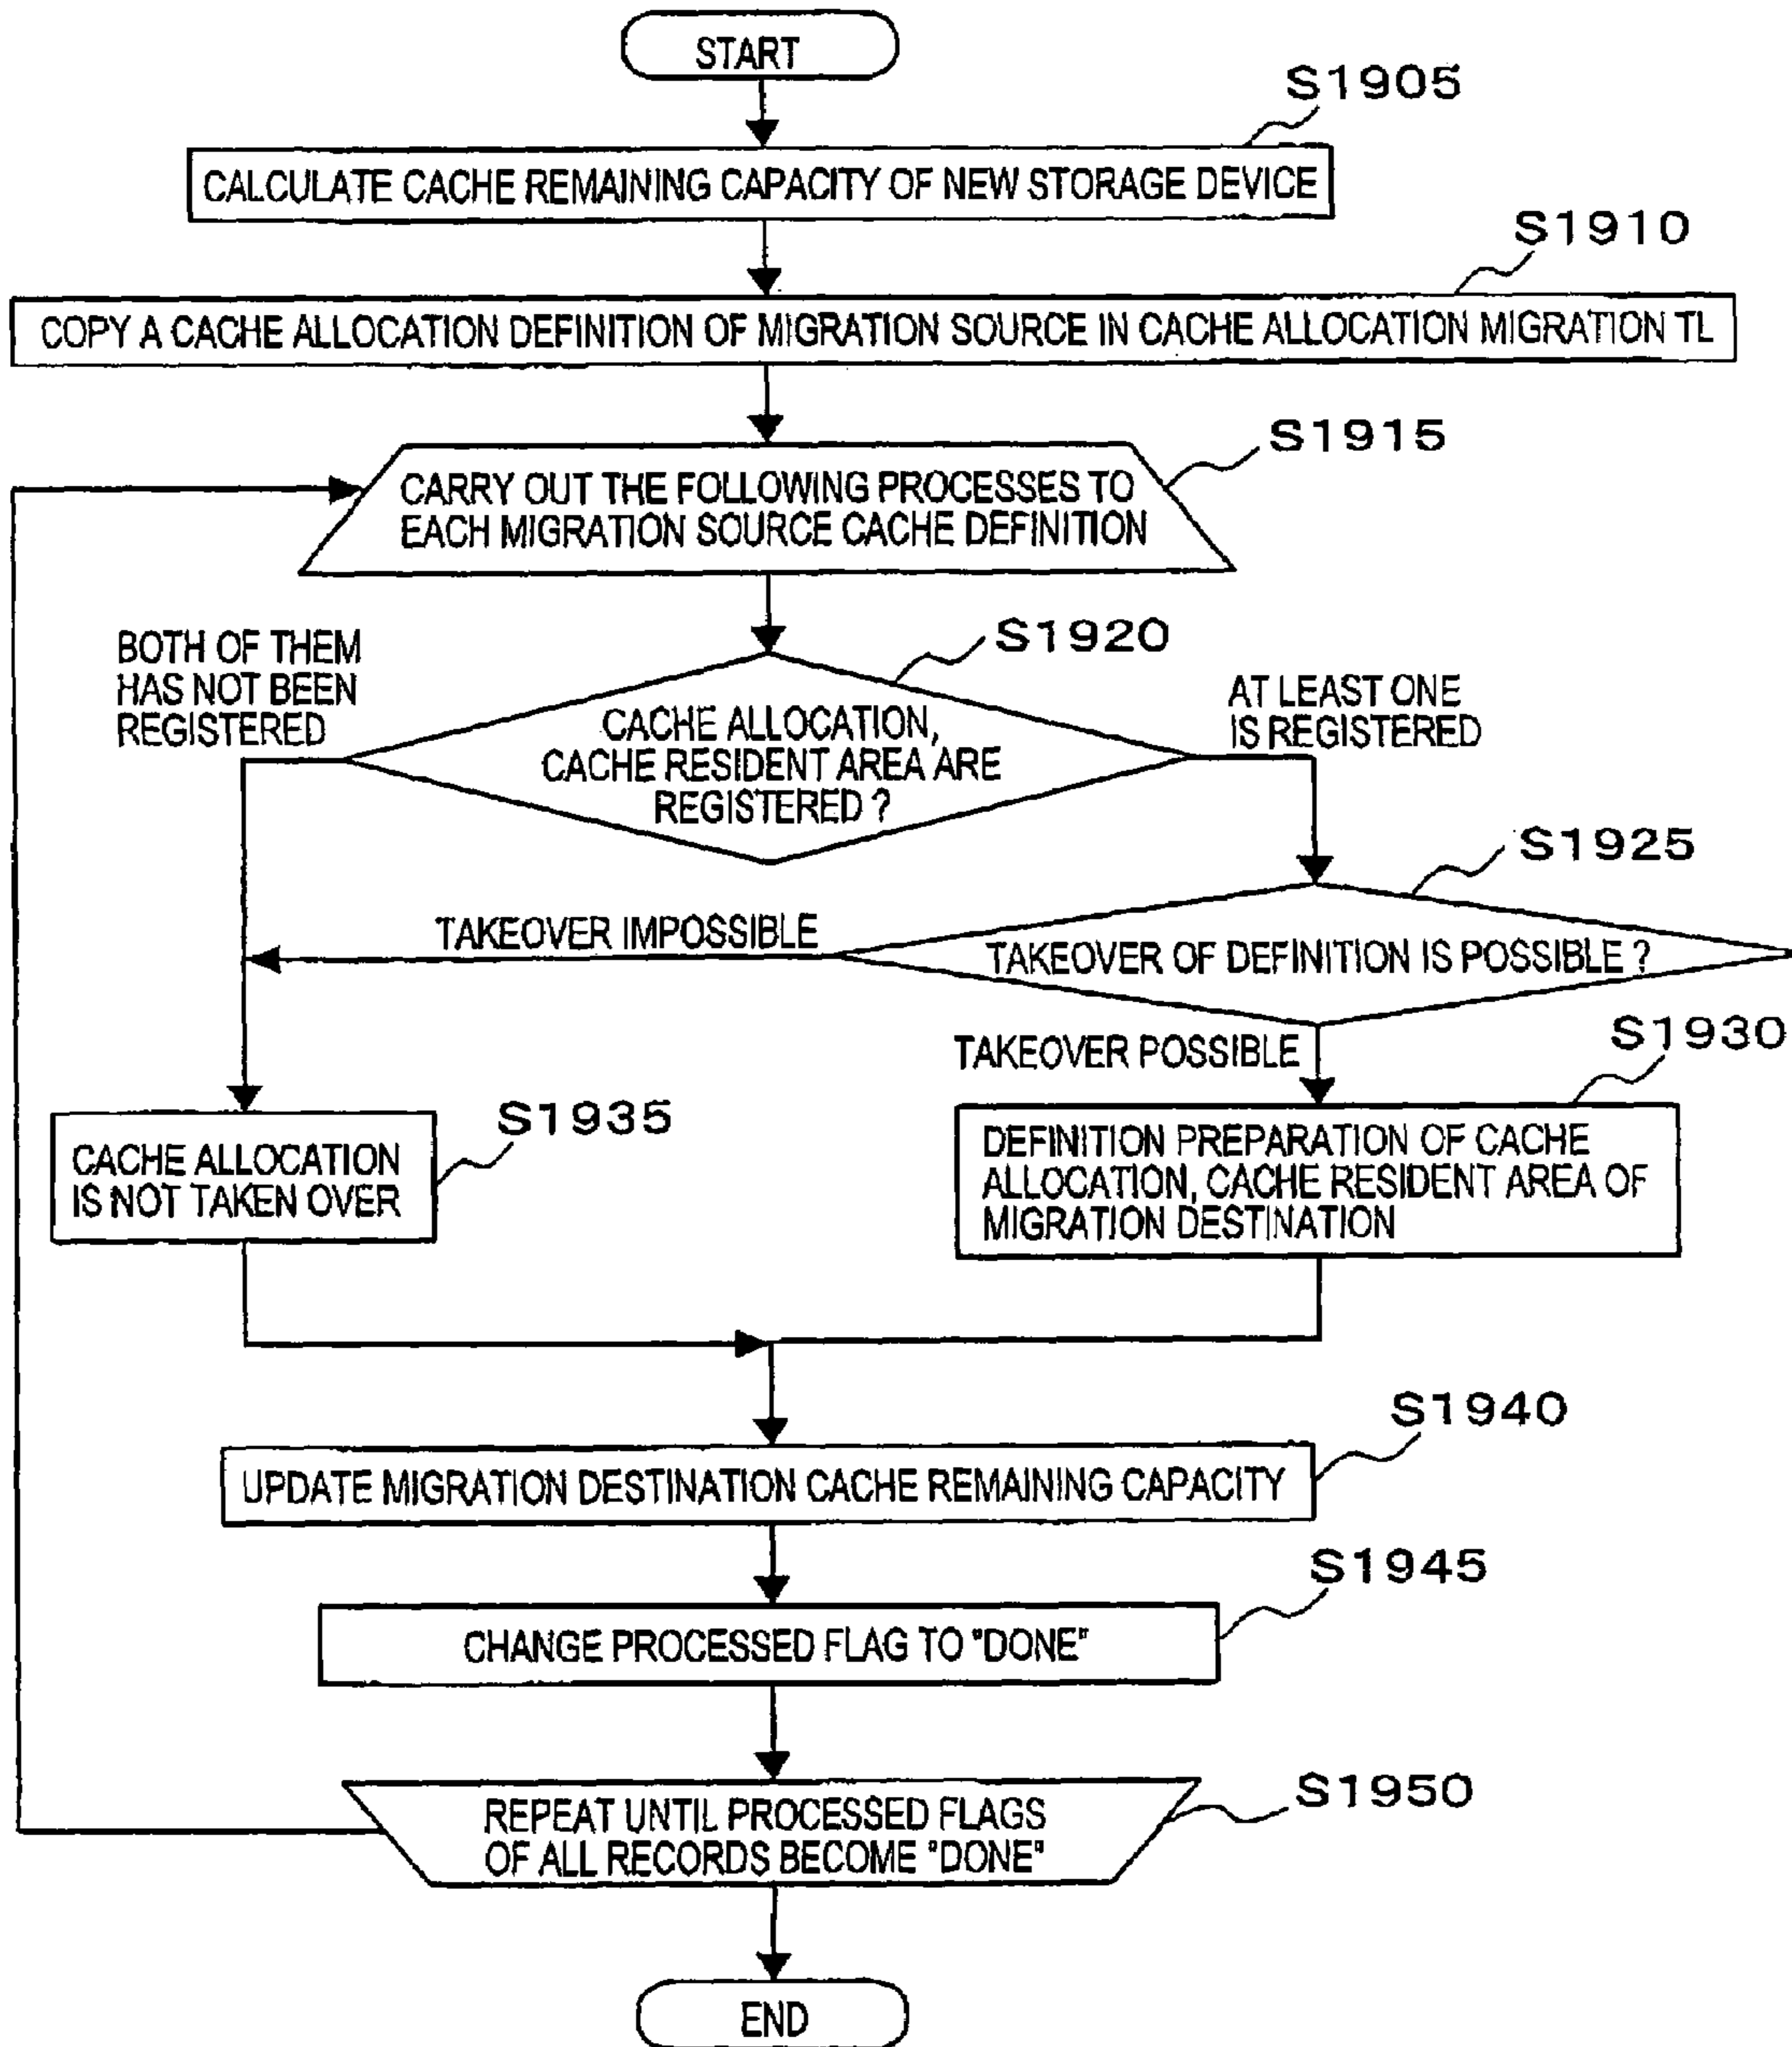 START
S1905
CALCULATE CACHE REMAINING CAPACITY OF NEW STORAGE DEVICE
S1910
COPY A CACHE ALLOCATION DEFINITION OF MIGRATION SOURCE IN CACHE ALLOCATION MIGRATION TL
S1915
CARRY OUT THE FOLLOWING PROCESSES TO
EACH MIGRATION SOURCE CACHE DEFINITION
S1920
BOTH OF THEM
HAS NOT BEEN
REGISTERED
CACHE ALLOCATION,
CACHE RESIDENT AREA ARE
REGISTERED ?
AT LEAST ONE
IS REGISTERED
S1925
TAKEOVER IMPOSSIBLE
TAKEOVER OF DEFINITION IS POSSIBLE ?
TAKEOVER POSSIBLE
S1930
S1935
CACHE ALLOCATION
IS NOT TAKEN OVER
DEFINITION PREPARATION OF CACHE
ALLOCATION, CACHE RESIDENT AREA OF
MIGRATION DESTINATION
S1940
UPDATE MIGRATION DESTINATION CACHE REMAINING CAPACITY
S1945
CHANGE PROCESSED FLAG TO "DONE"
S1950
REPEAT UNTIL PROCESSED FLAGS
OF ALL RECORDS BECOME "DONE"
END